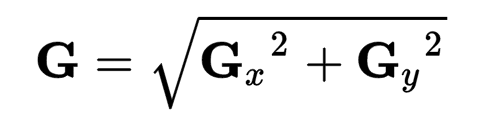 𝐆 = √(𝐆ₓ² + 𝐆ᵧ²)